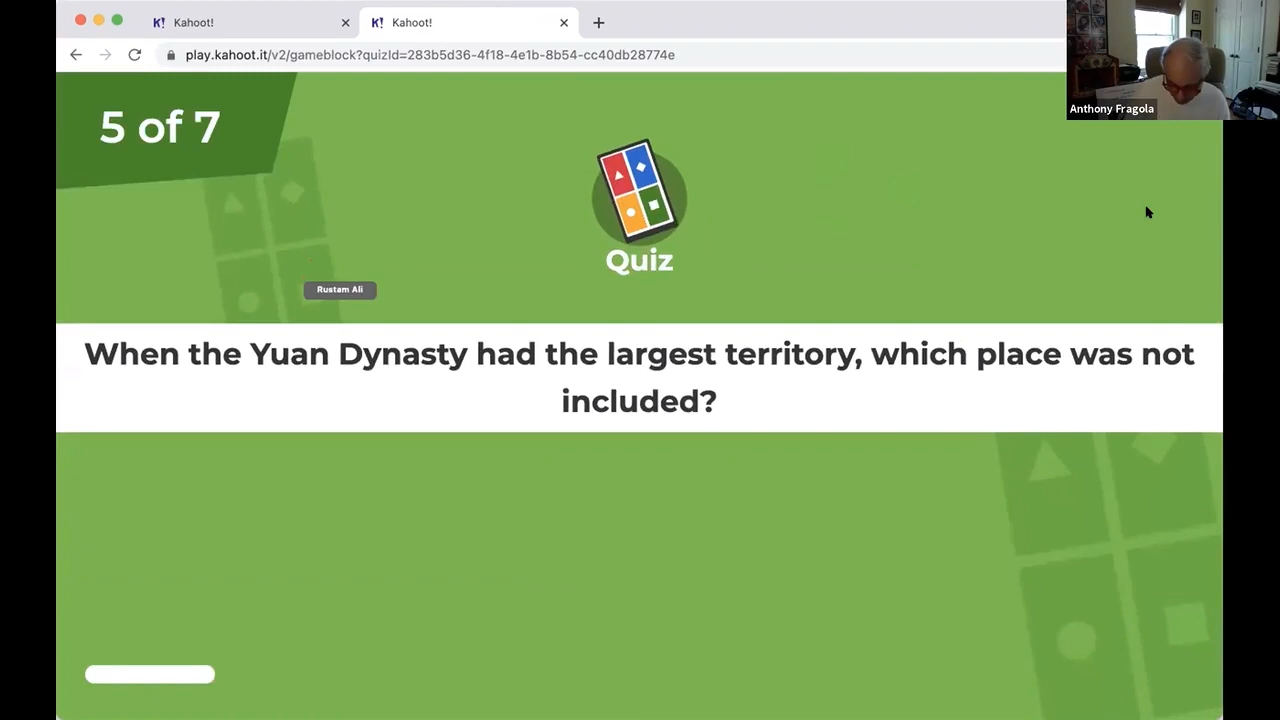 K! Kahoot!
K! Kahoot!
play.kahoot.it/v2/gameblock?quizId=283b5d36-4f18-4e1b-8b54-cc40db28774e
Anthony Fragola
5 of 7
Quiz
Rustam Ali
When the Yuan Dynasty had the largest territory, which place was not
included?